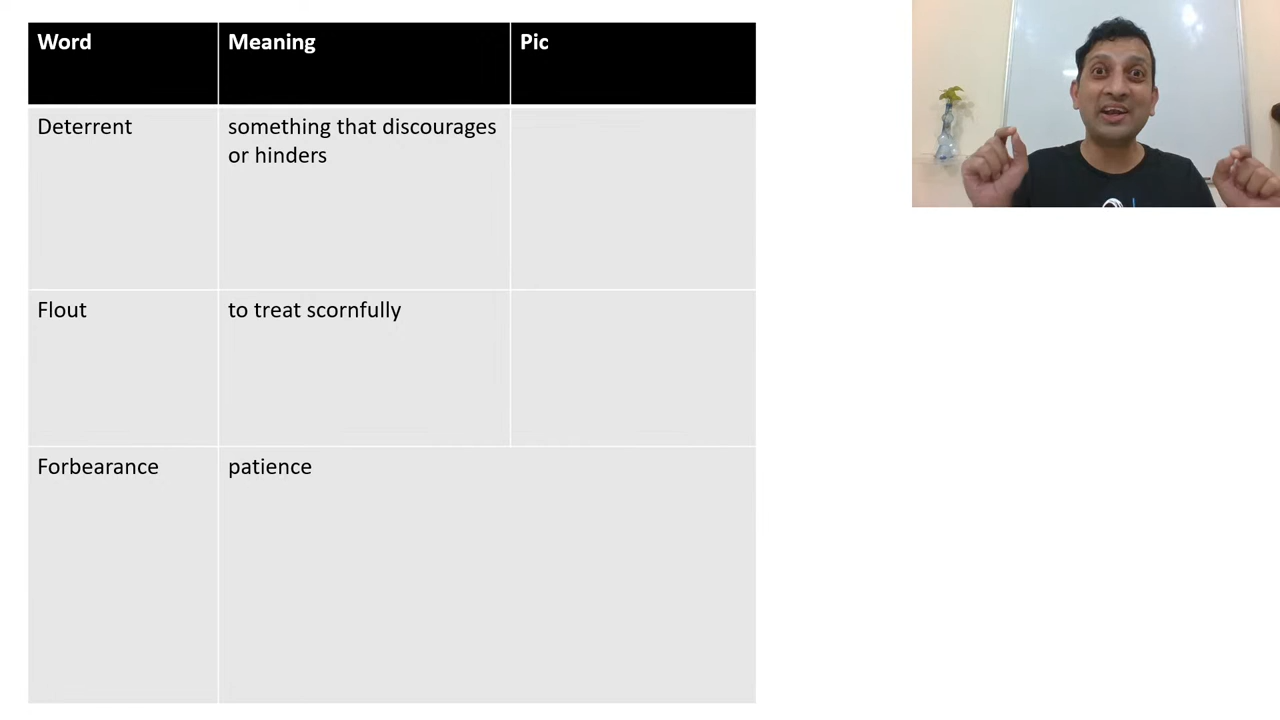 Word Meaning Pic
Deterrent something that discourages
or hinders
Flout to treat scornfully
Forbearance patience